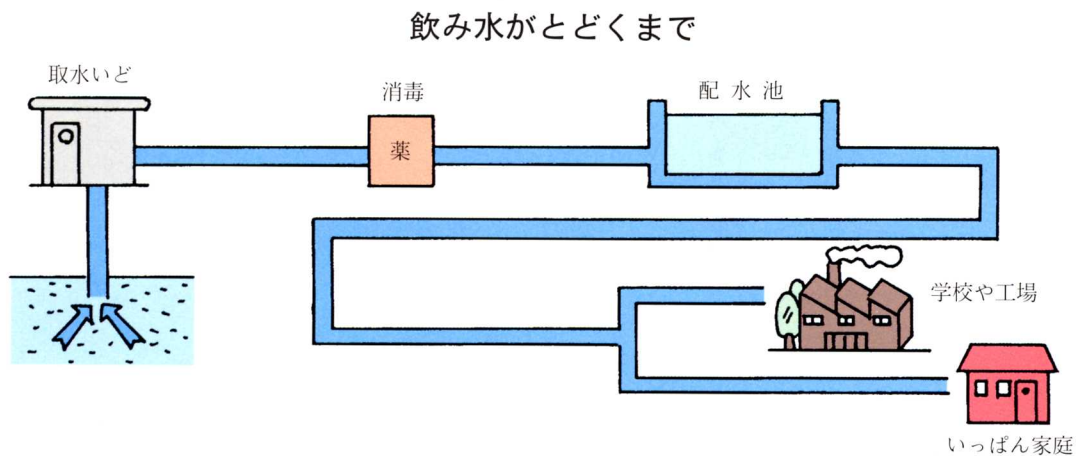 飲み水がとどくまで
取水いど
消毒
薬
配水池
学校や工場
いっぱん家庭